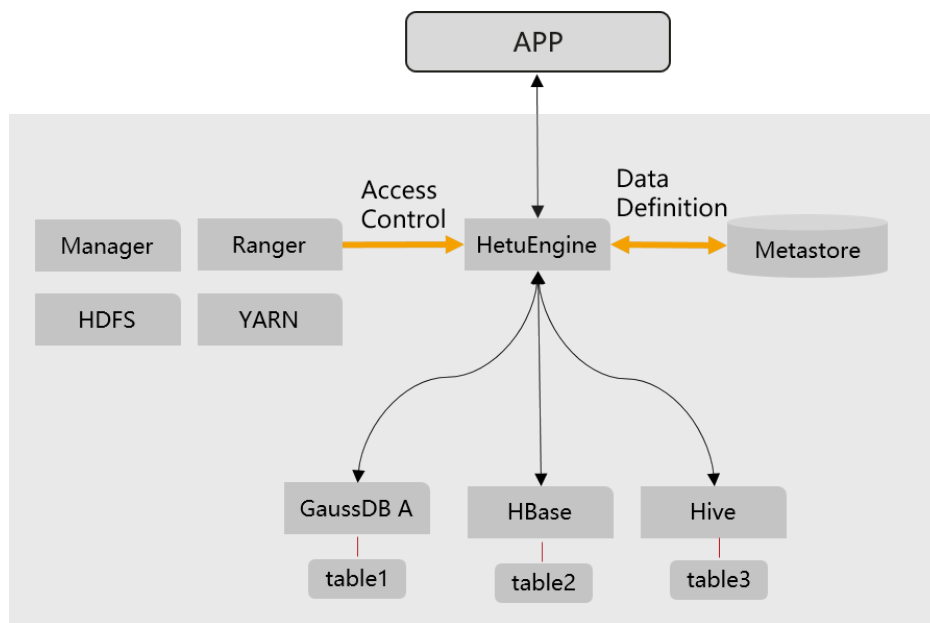 APP
Access
Control
Data
Definition
Manager
Ranger
HetuEngine
Metastore
HDFS
YARN
GaussDB A
HBase
Hive
table1
table2
table3